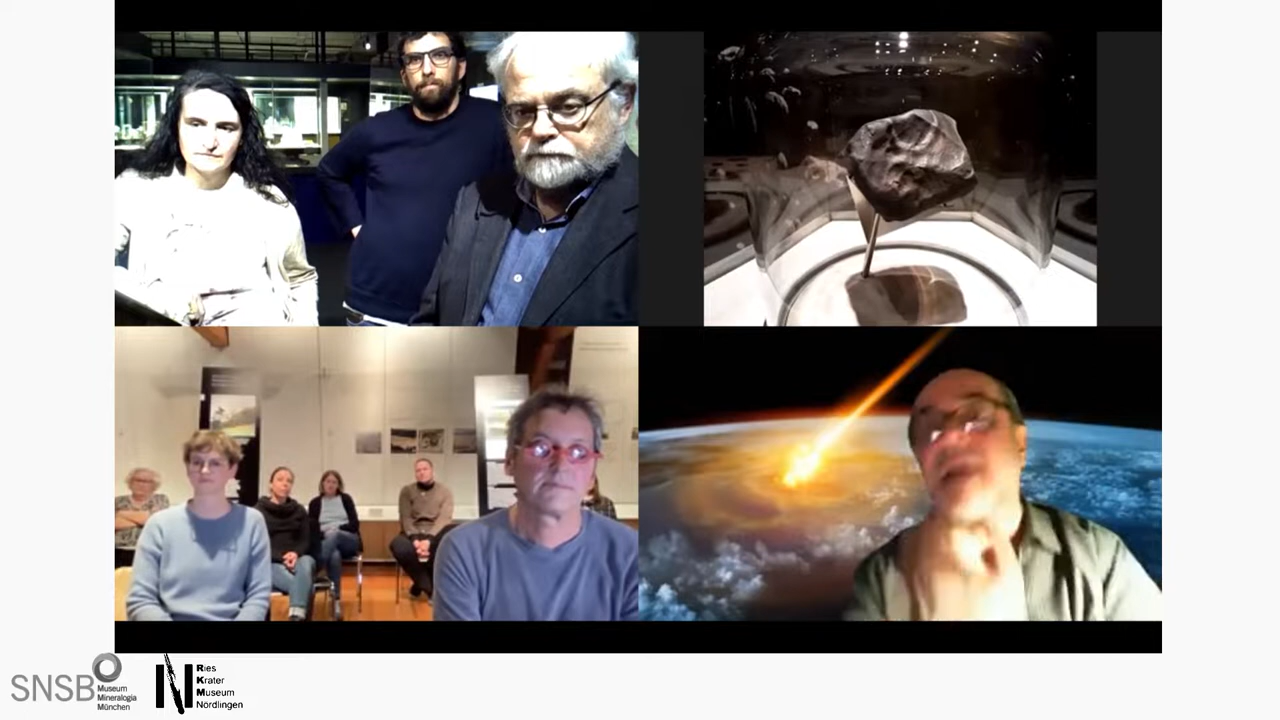 SNSB
Museum
Mineralogia
München
Ries
Krater
Museum
Nördlingen